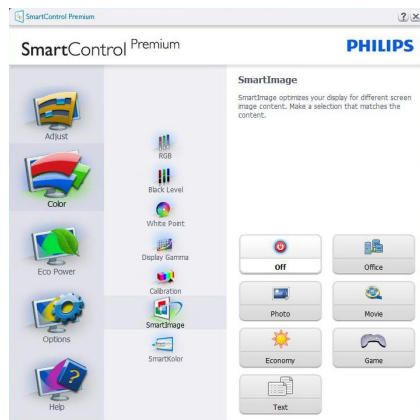 SmartControl Premium
SmartControl Premium
PHILIPS
Adjust
Color
Eco Power
Options
Help
RGB
Black Level
White Point
Display Gamma
Calibration
SmartImage
SmartKolor
SmartImage
SmartImage optimizes your display for different screen
image content. Make a selection that matches the
content.
Off
Office
Photo
Movie
Economy
Game
Text